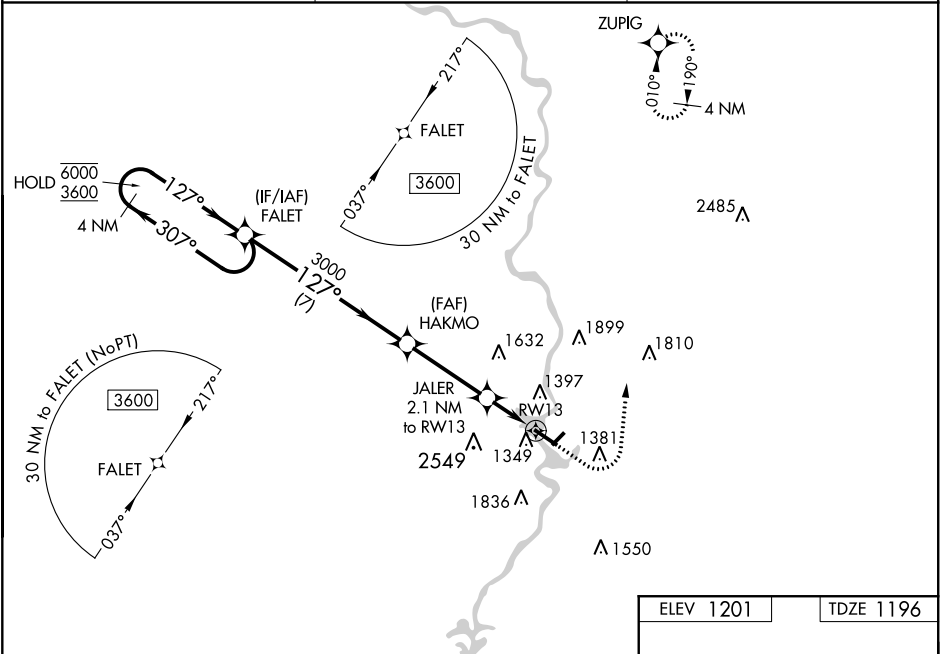 ZUPIG
010°
190°
4 NM
217°
FALET
3600
037°
30 NM to FALET
HOLD
6000
3600
127°
4 NM
307°
(IF/IAF)
FALET
3000
127°
(7)
2485
(FAF)
HAKMO
1632
1899
1810
1397
JALER
2.1 NM
to RW13
RW13
2549
1349
1381
1836
1550
30 NM to FALET (NoPT)
3600
217°
FALET
037°
ELEV 1201
TDZE 1196